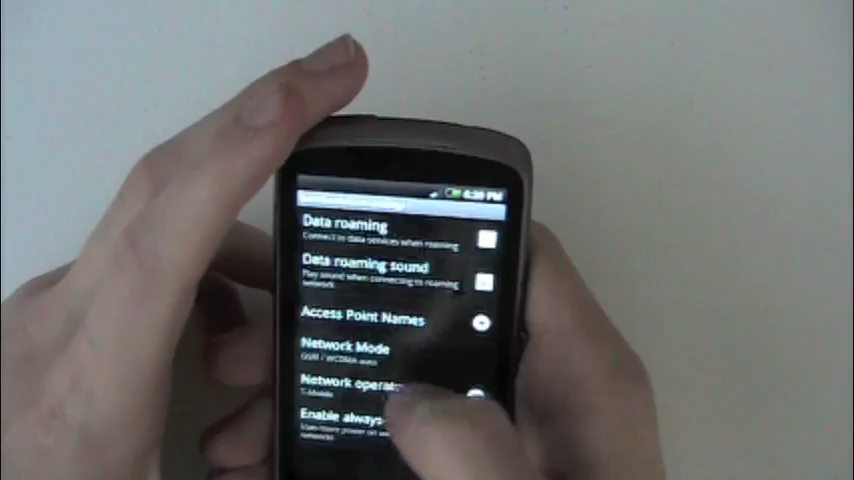 6:39 PM
Data roaming
Connect to data services when roaming
Data roaming sound
Play sound when connecting to roaming
network
Access Point Names
Network Mode
GSM / WCDMA auto
Network operat
T-Mobile
Enable always